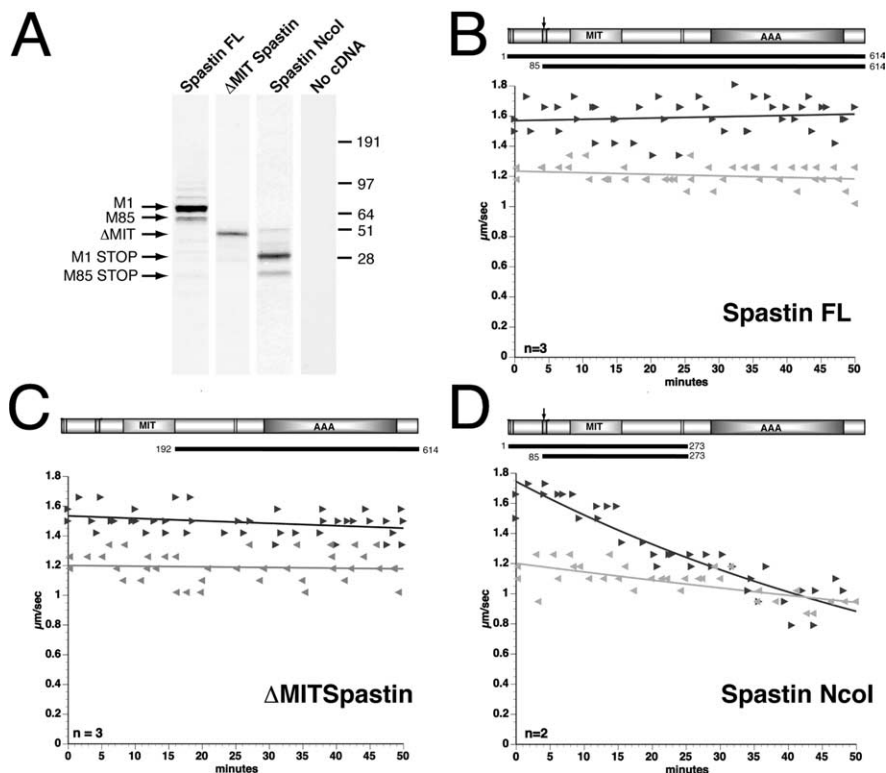 A
Spastin FL
ΔMIT Spastin
Spastin NcoI
No cDNA
191
97
64
51
28
M1
M85
ΔMIT
M1 STOP
M85 STOP
B
MIT
AAA
1
614
85
614
1.8
1.6
1.4
1.2
1
0.8
0.6
0.4
0.2
0
μm/sec
Spastin FL
n=3
0 5 10 15 20 25 30 35 40 45 50
minutes
C
MIT
AAA
192
614
1.8
1.6
1.4
1.2
1
0.8
0.6
0.4
0.2
0
μm/sec
ΔMITSpastin
n = 3
0 5 10 15 20 25 30 35 40 45 50
minutes
D
MIT
AAA
1
273
85
273
1.8
1.6
1.4
1.2
1
0.8
0.6
0.4
0.2
0
μm/sec
Spastin NcoI
n=2
0 5 10 15 20 25 30 35 40 45 50
minutes